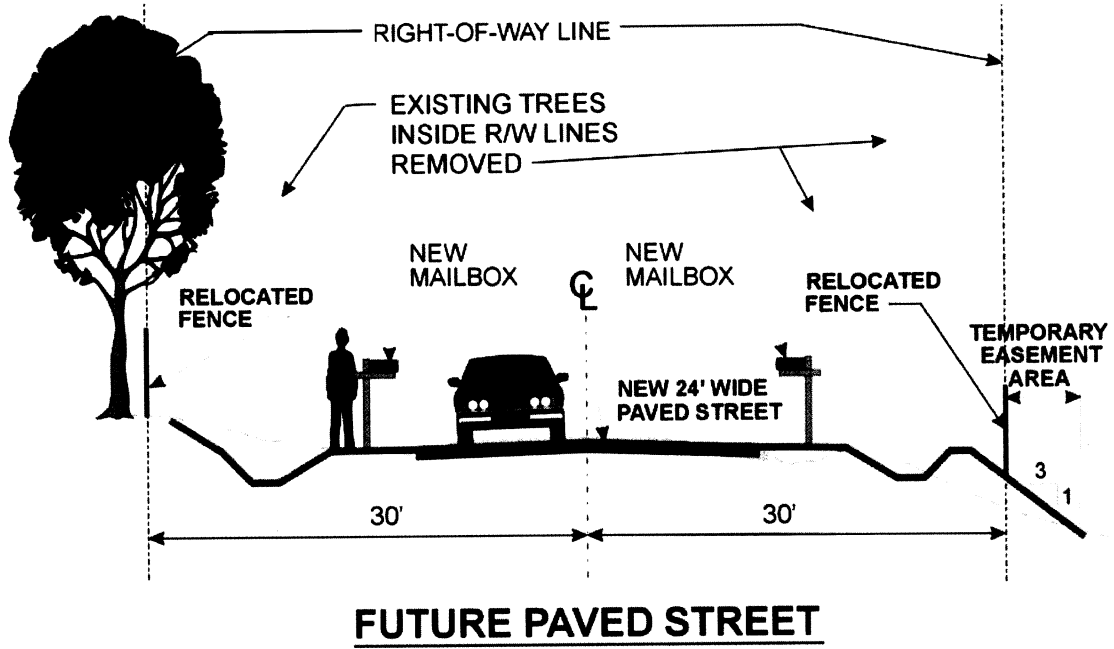 RIGHT-OF-WAY LINE
EXISTING TREES
INSIDE R/W LINES
REMOVED
NEW
MAILBOX
NEW
MAILBOX
CL
RELOCATED
FENCE
RELOCATED
FENCE
TEMPORARY
EASEMENT
AREA
NEW 24' WIDE
PAVED STREET
3
1
30'
30'
FUTURE PAVED STREET